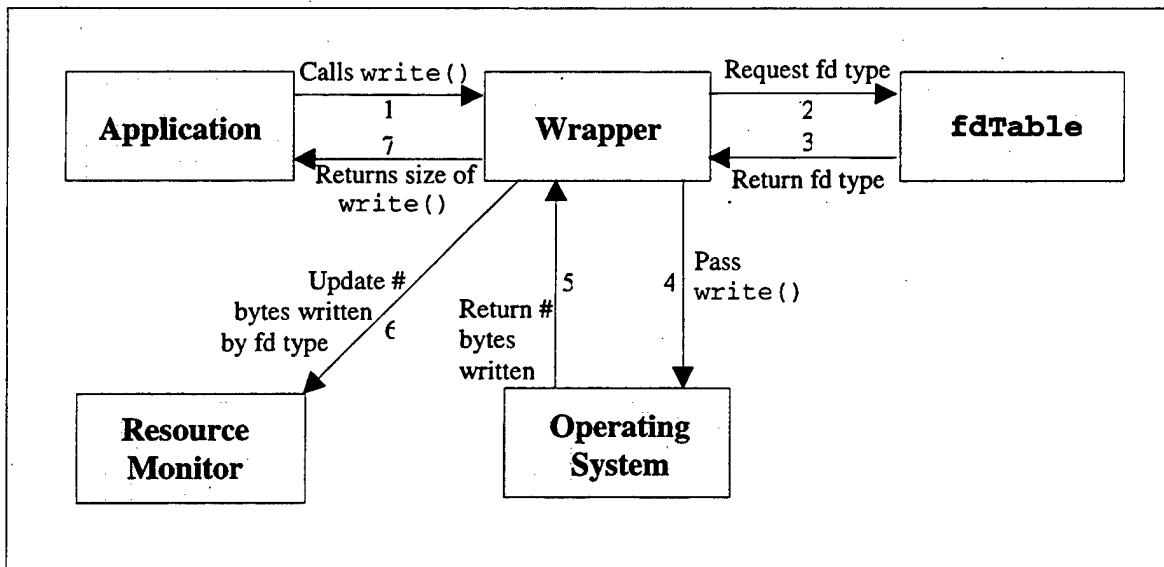 Calls write()
1
7
Returns size of
write()
Application
Wrapper
Request fd type
2
3
Return fd type
fdTable
Update #
bytes written
by fd type
6
5
Return #
bytes
written
4
Pass
write()
Resource
Monitor
Operating
System